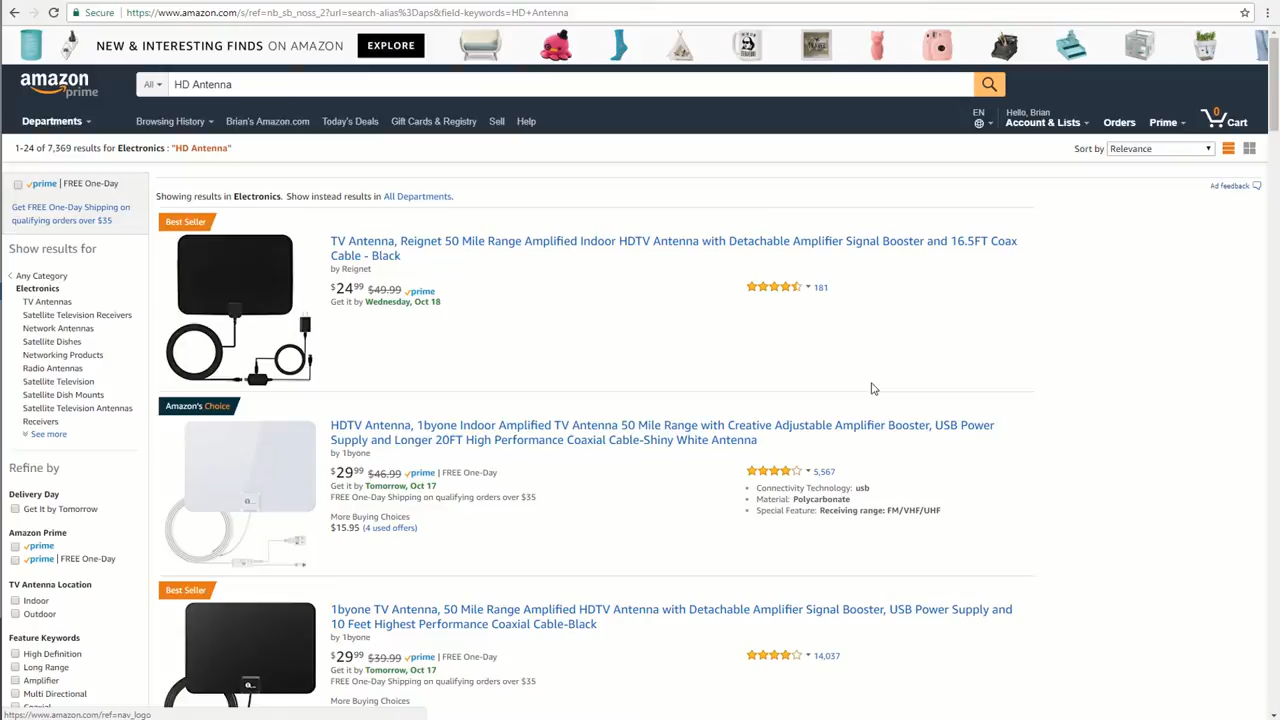 Secure https://www.amazon.com/s/ref=nb_sb_noss_2?url=search-alias%3Daps&field-keywords=HD+Antenna
NEW & INTERESTING FINDS ON AMAZON EXPLORE
amazon prime
All HD Antenna
Departments Browsing History Brian's Amazon.com Today's Deals Gift Cards & Registry Sell Help
EN Hello, Brian Account & Lists Orders Prime 0 Cart
1-24 of 7,369 results for Electronics : "HD Antenna"
Sort by Relevance
prime | FREE One-Day
Get FREE One-Day Shipping on
qualifying orders over $35
Show results for
Any Category
Electronics
TV Antennas
Satellite Television Receivers
Network Antennas
Satellite Dishes
Networking Products
Radio Antennas
Satellite Television
Satellite Dish Mounts
Satellite Television Antennas
Receivers
See more
Refine by
Delivery Day
Get It by Tomorrow
Amazon Prime
prime
prime | FREE One-Day
TV Antenna Location
Indoor
Outdoor
Feature Keywords
High Definition
Long Range
Amplifier
Multi Directional
Coaxial
Ad feedback
Showing results in Electronics. Show instead results in All Departments.
Best Seller
TV Antenna, Reignet 50 Mile Range Amplified Indoor HDTV Antenna with Detachable Amplifier Signal Booster and 16.5FT Coax
Cable - Black
by Reignet
$24.99 $49.99 prime
Get it by Wednesday, Oct 18
181
Amazon's Choice
HDTV Antenna, 1byone Indoor Amplified TV Antenna 50 Mile Range with Creative Adjustable Amplifier Booster, USB Power
Supply and Longer 20FT High Performance Coaxial Cable-Shiny White Antenna
by 1byone
$29.99 $46.99 prime | FREE One-Day
Get it by Tomorrow, Oct 17
FREE One-Day Shipping on qualifying orders over $35
More Buying Choices
$15.95 (4 used offers)
5,567
Connectivity Technology: usb
Material: Polycarbonate
Special Feature: Receiving range: FM/VHF/UHF
Best Seller
1byone TV Antenna, 50 Mile Range Amplified HDTV Antenna with Detachable Amplifier Signal Booster, USB Power Supply and
10 Feet Highest Performance Coaxial Cable-Black
by 1byone
$29.99 $39.99 prime | FREE One-Day
Get it by Tomorrow, Oct 17
FREE One-Day Shipping on qualifying orders over $35
More Buying Choices
14,037
https://www.amazon.com/ref=nav_logo